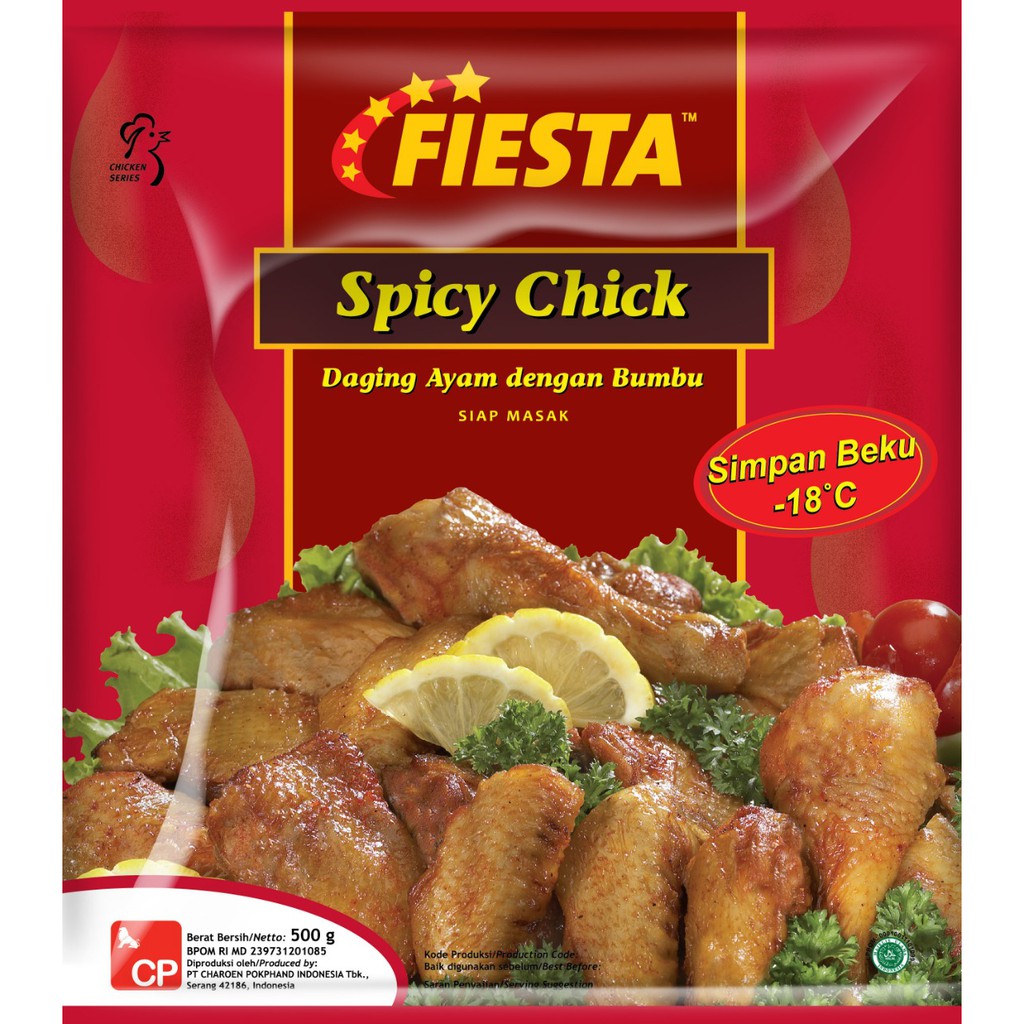 FIESTA™
CHICKEN
SERIES
Spicy Chick
Daging Ayam dengan Bumbu
SIAP MASAK
Simpan Beku
-18°C
CP
Berat Bersih/Netto: 500 g
BPOM RI MD 239731201085
Diproduksi oleh/Produced by:
PT CHAROEN POKPHAND INDONESIA Tbk.,
Serang 42186, Indonesia
Kode Produksi/Production Code:
Baik digunakan sebelum/Best Before:
Saran Penyajian/Serving Suggestion